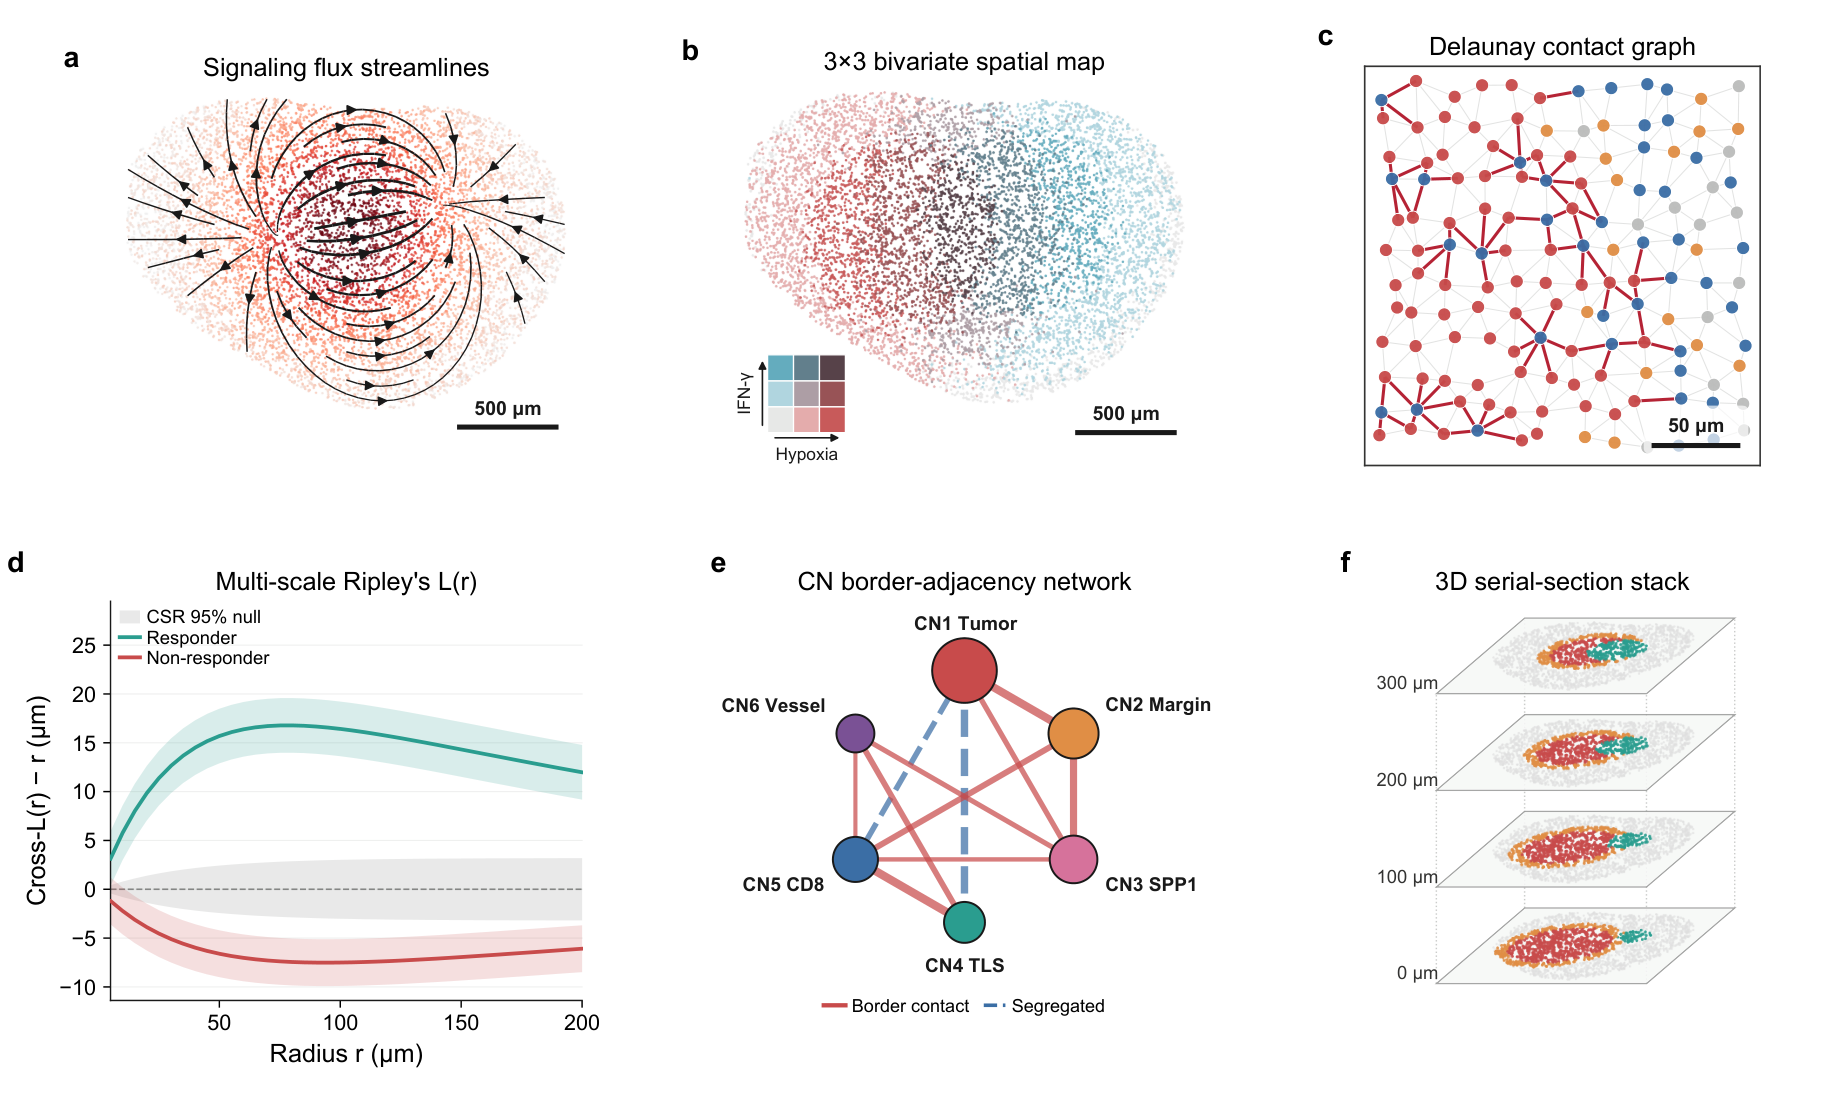 a
Signaling flux streamlines
500 µm
b
3×3 bivariate spatial map
IFN-γ
Hypoxia
500 µm
c
Delaunay contact graph
50 µm
d
Multi-scale Ripley's L(r)
CSR 95% null
Responder
Non-responder
Cross-L(r) − r (µm)
25
20
15
10
5
0
−5
−10
50
100
150
200
Radius r (µm)
e
CN border-adjacency network
CN1 Tumor
CN6 Vessel
CN2 Margin
CN5 CD8
CN3 SPP1
CN4 TLS
Border contact
Segregated
f
3D serial-section stack
300 µm
200 µm
100 µm
0 µm